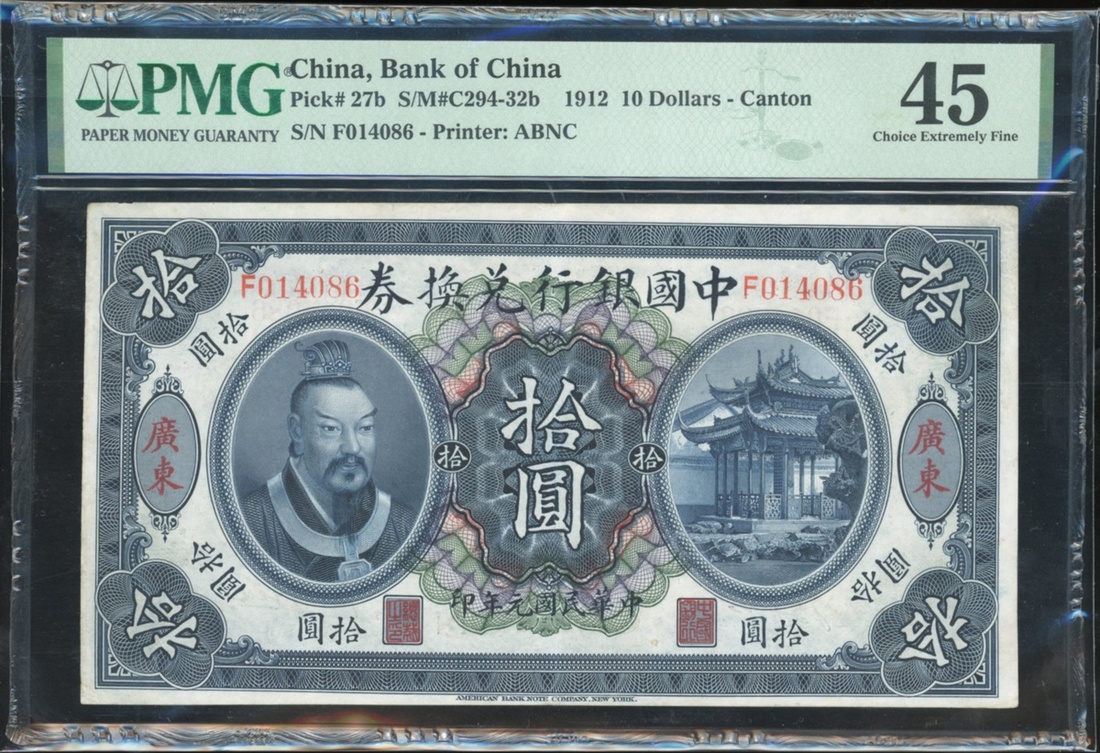 PMG®
PAPER MONEY GUARANTY
China, Bank of China
Pick# 27b S/M#C294-32b 1912 10 Dollars - Canton
S/N F014086 - Printer: ABNC
45
Choice Extremely Fine
拾
拾
F014086
中國銀行兌換券
F014086
拾圓
拾圓
廣東
拾
拾圓
拾
廣東
拾圓
拾圓
中華民國元年印
拾圓
拾圓
拾
拾
AMERICAN BANK NOTE COMPANY, NEW YORK.